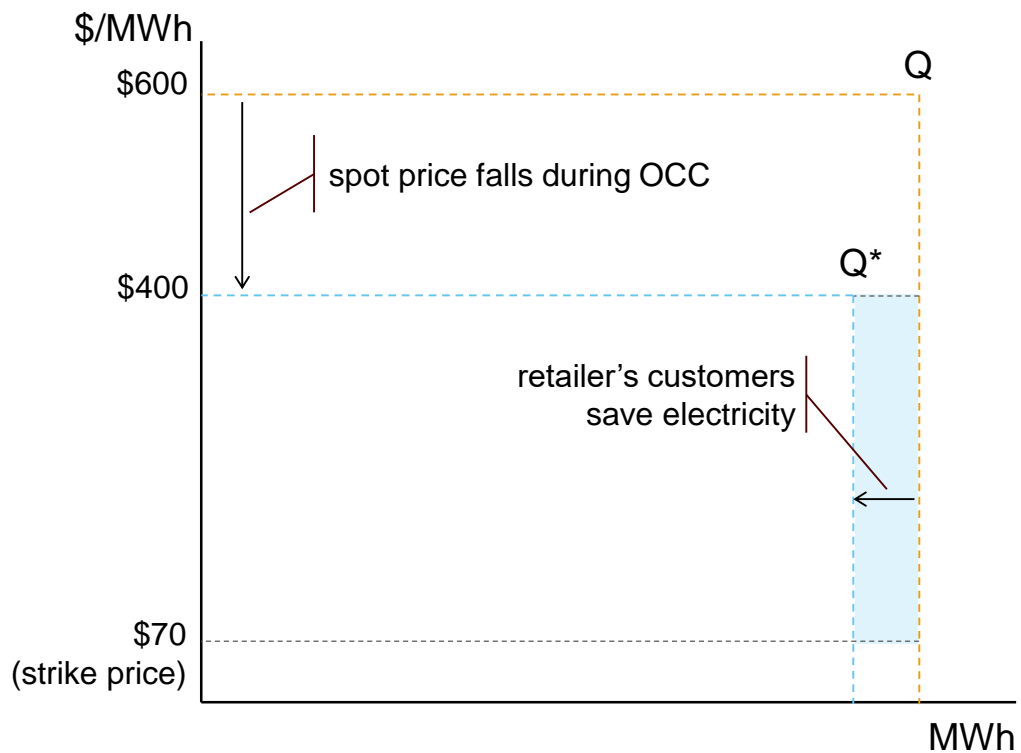 $/MWh
$600
Q
spot price falls during OCC
Q*
$400
retailer’s customers
save electricity
$70
(strike price)
MWh